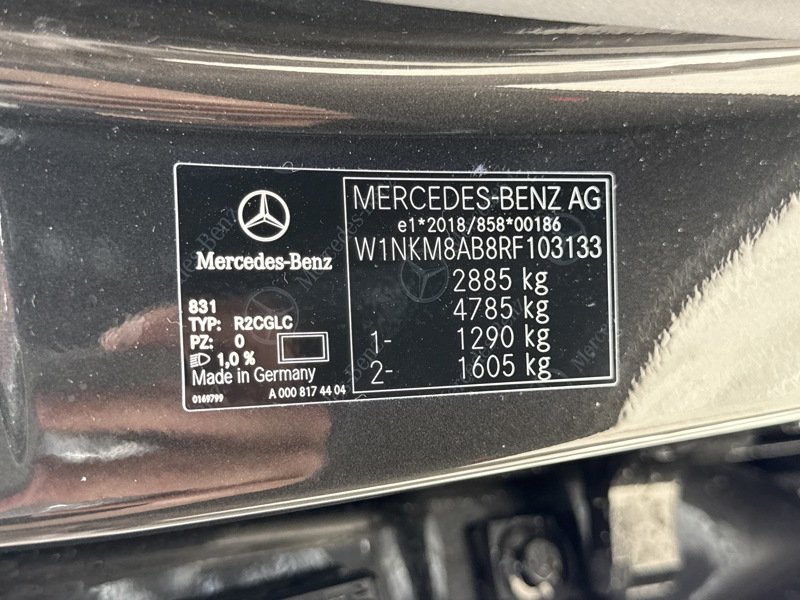 MERCEDES-BENZ AG
e1*2018/858*00186
W1NKM8AB8RF103133
2885 kg
4785 kg
1- 1290 kg
2- 1605 kg
Mercedes-Benz
831
TYP: R2CGLC
PZ: 0
1,0 %
Made in Germany
0169799
A 000 817 44 04